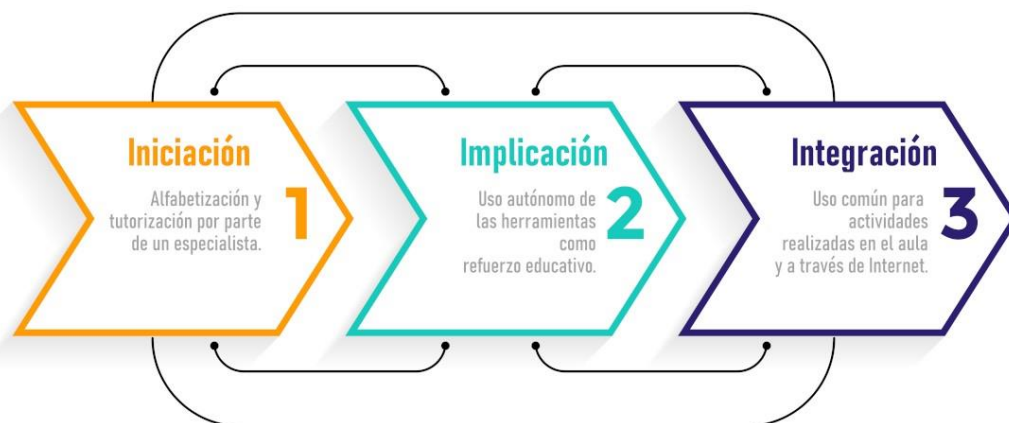 Iniciación
Alfabetización y
tutorización por parte
de un especialista.
1
Implicación
Uso autónomo de
las herramientas
como
refuerzo educativo.
2
Integración
Uso común para
actividades
realizadas en el aula
y a través de Internet.
3